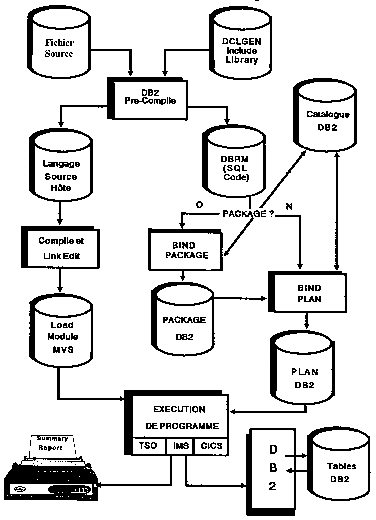 Fichier
Source
DCLGEN
Include
Library
DB2
Pre-Compile
Catalogue
DB2
Langage
Source
Hôte
DBRM
(SQL
Code)
O
PACKAGE ?
N
Compile et
Link Edit
BIND
PACKAGE
BIND
PLAN
Load
Module
MVS
PACKAGE
DB2
PLAN
DB2
EXECUTION
DE PROGRAMME
TSO
IMS
CICS
Summary
Report
D
B
2
Tables
DB2